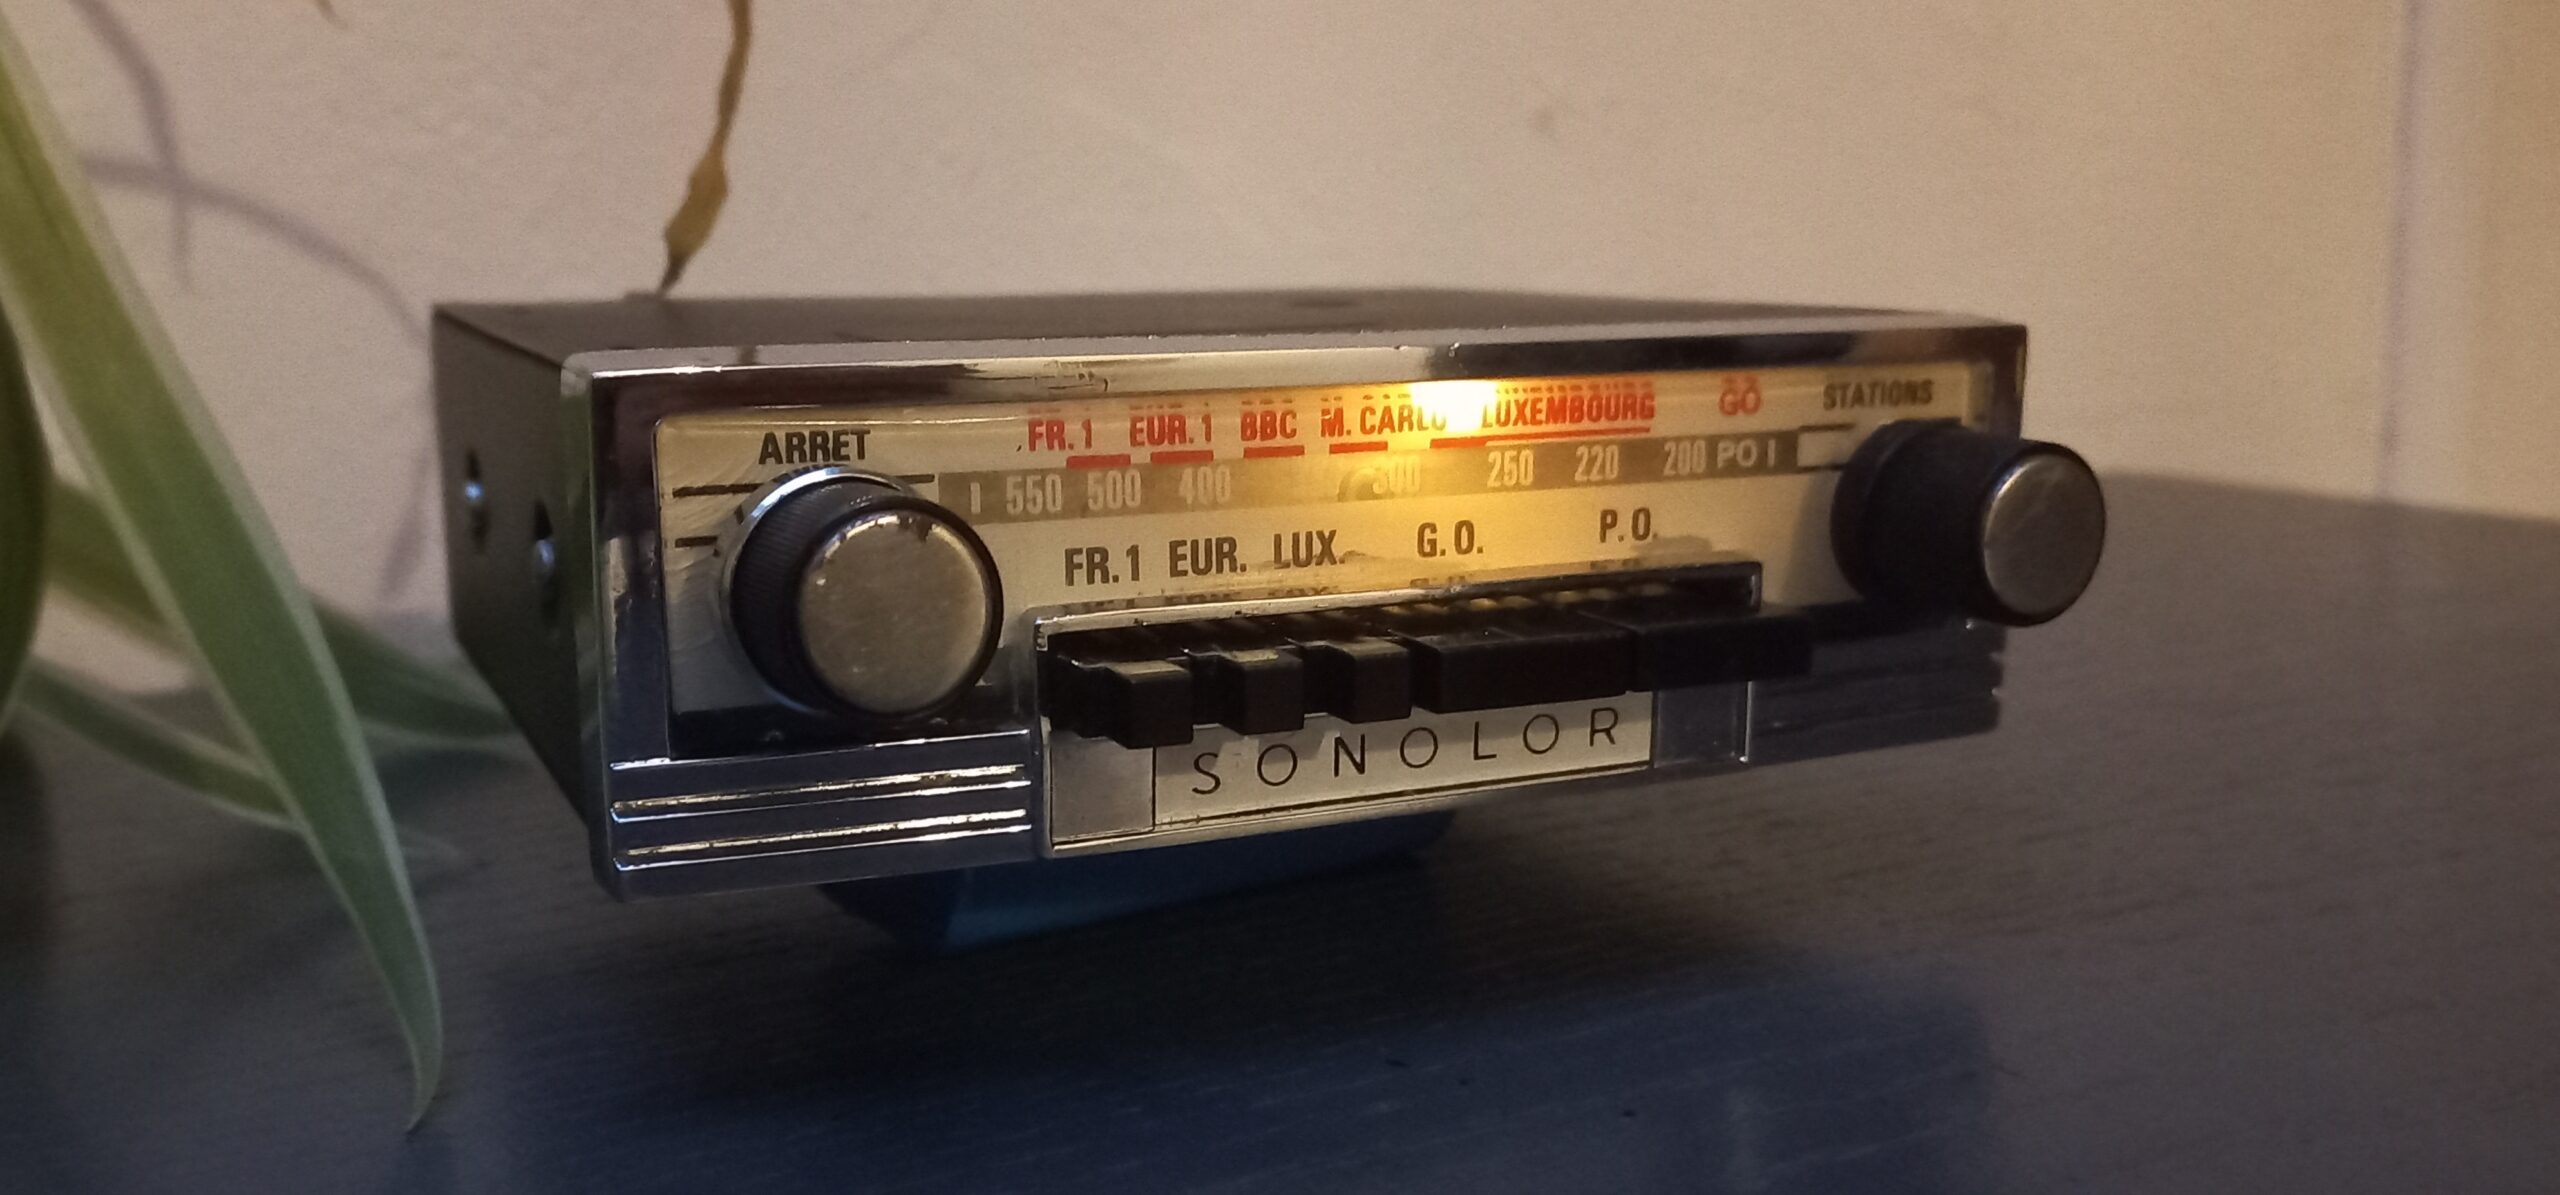 ARRET
FR. 1 EUR. 1 BBC M. CARLO LUXEMBOURG GO
STATIONS
550 500 400 300 250 220 200 PO
FR. 1 EUR. LUX. G.O. P.O.
SONOLOR